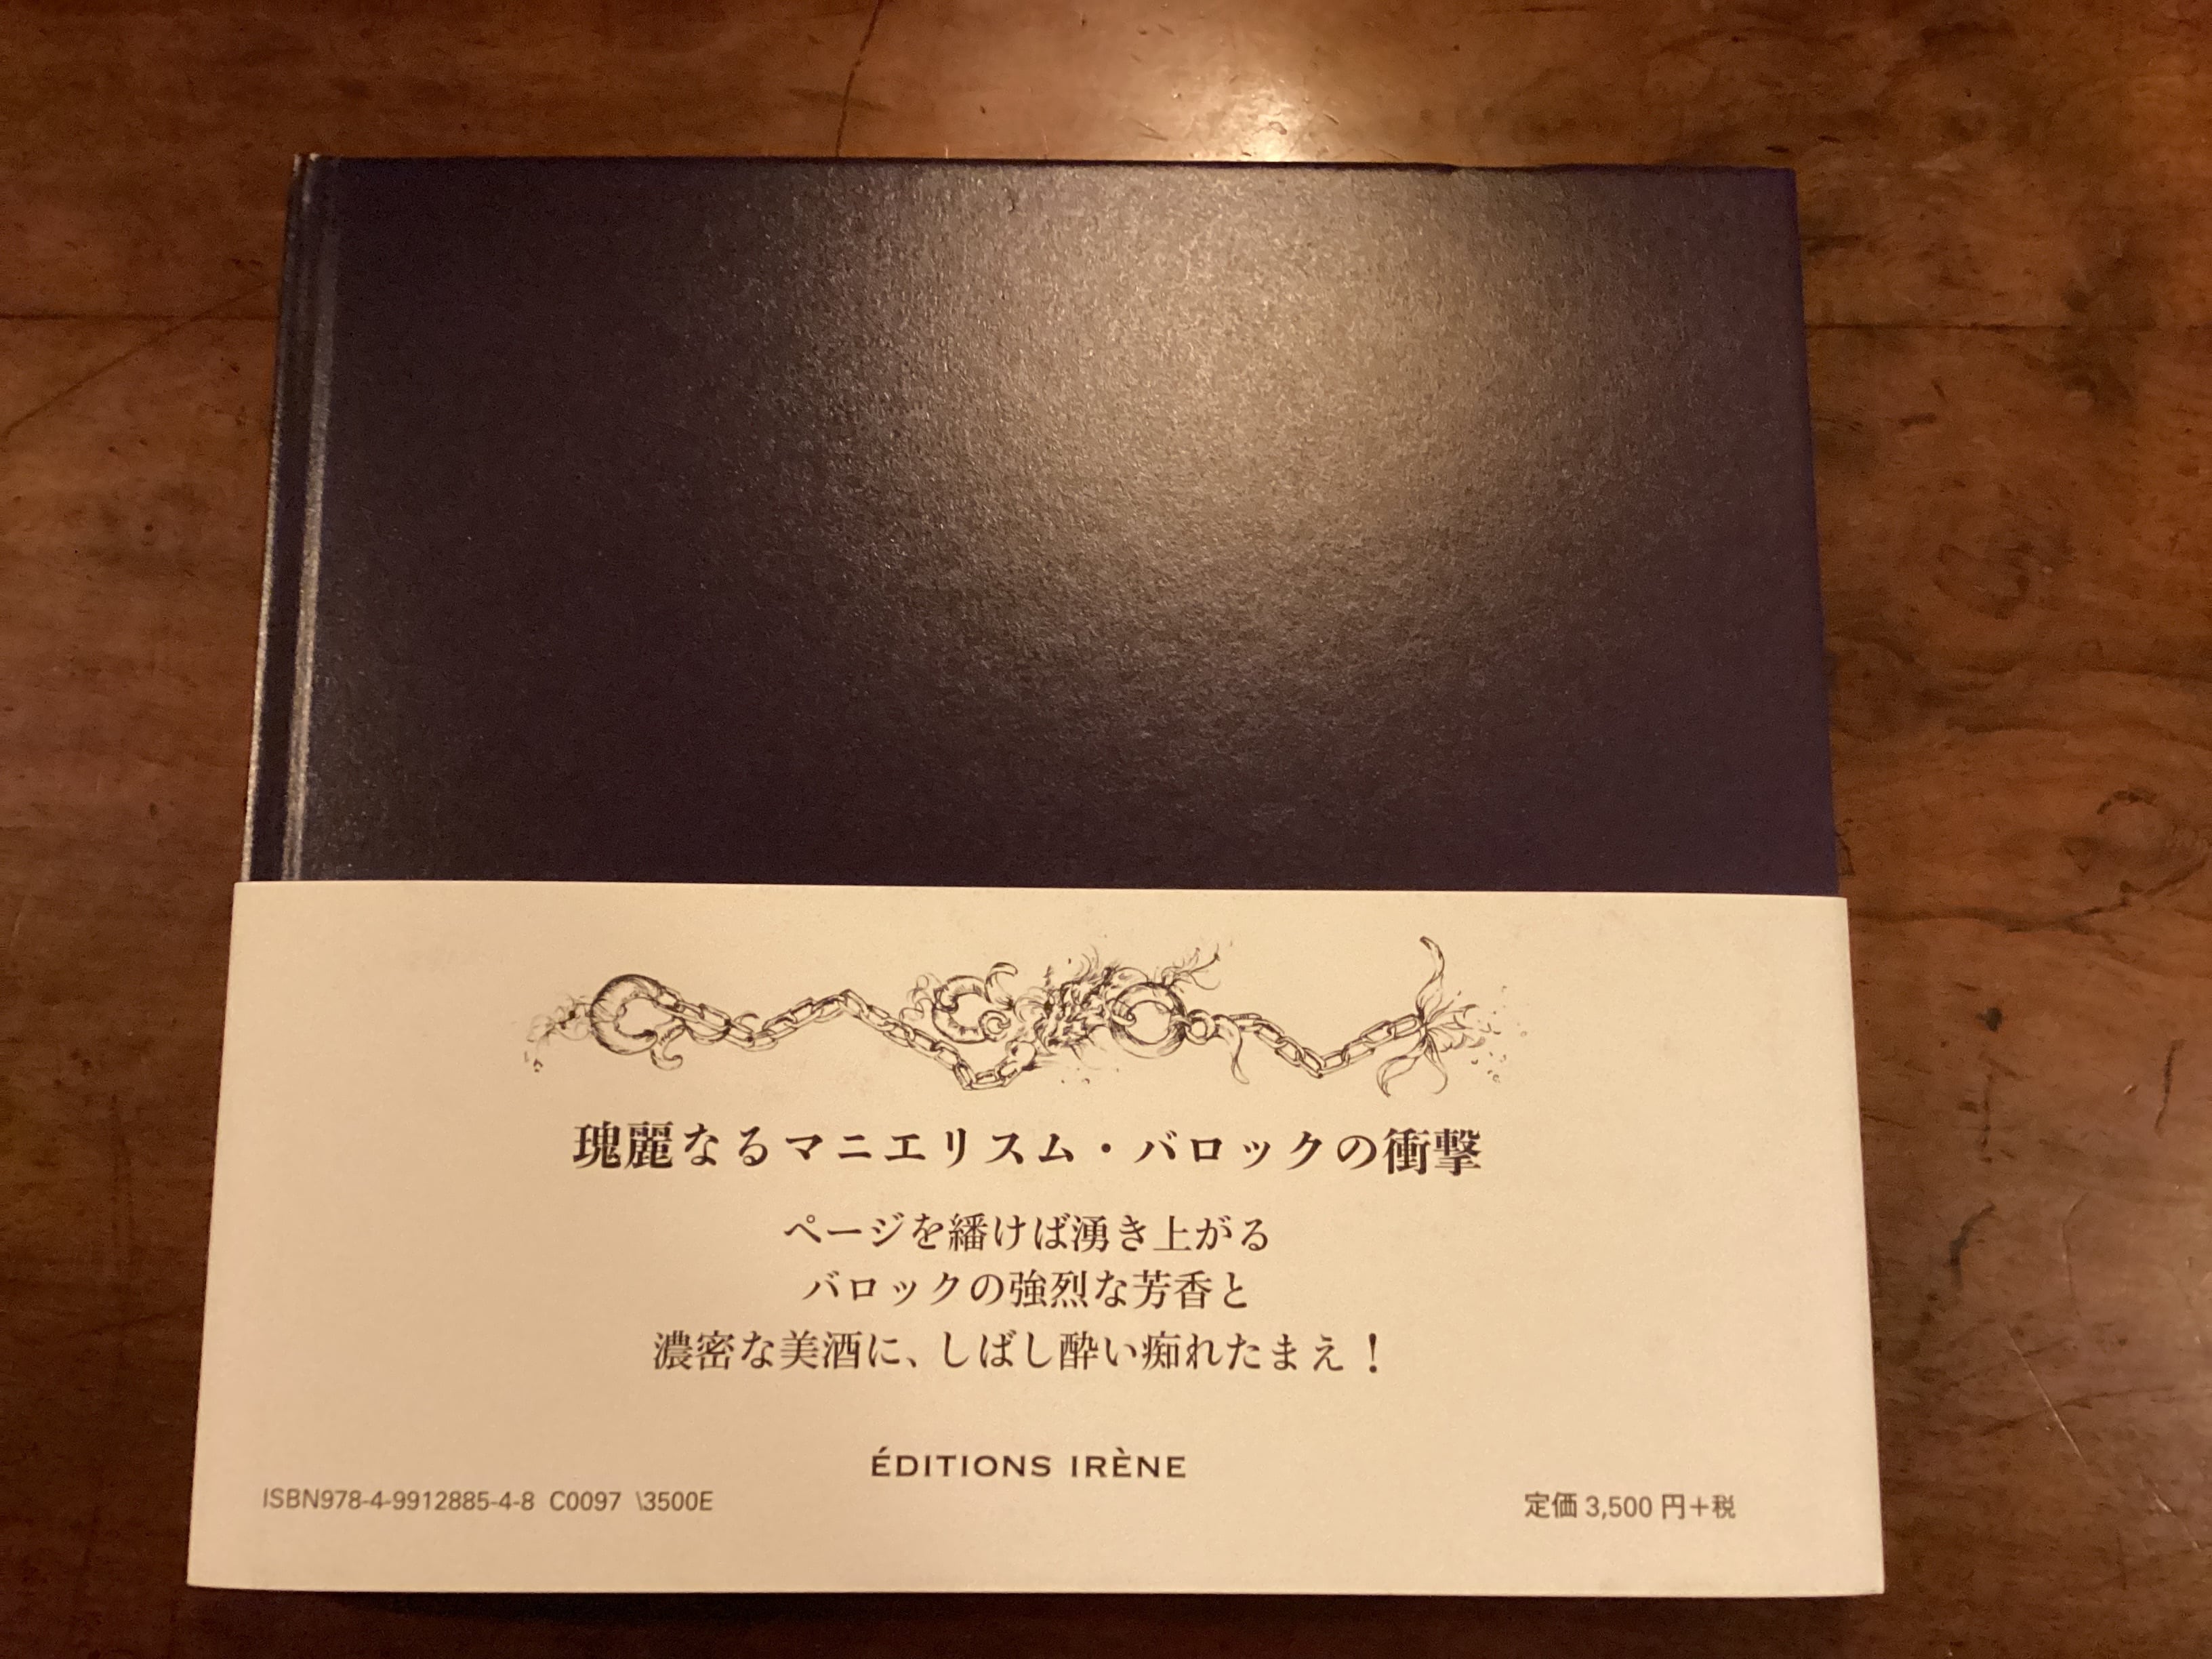 瑰麗なるマニエリスム・バロックの衝撃
ページを繙けば湧き上がる
バロックの強烈な芳香と
濃密な美酒に、しばし酔い痴れたまえ！
ÉDITIONS IRÈNE
ISBN978-4-9912885-4-8 C0097 \3500E
定価 3,500 円＋税